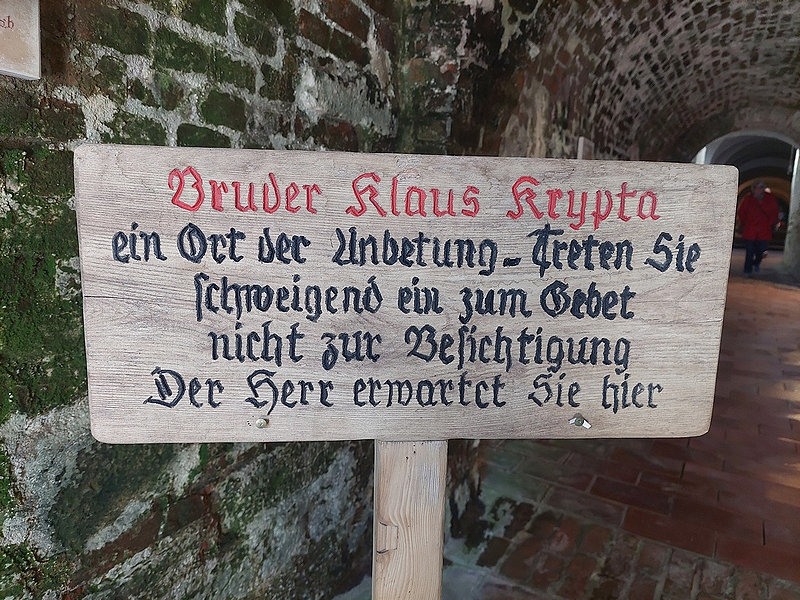 Bruder Klaus Krypta
ein Ort der Anbetung - Treten Sie
ſchweigend ein zum Gebet
nicht zur Beſichtigung
Der Herr erwartet Sie hier